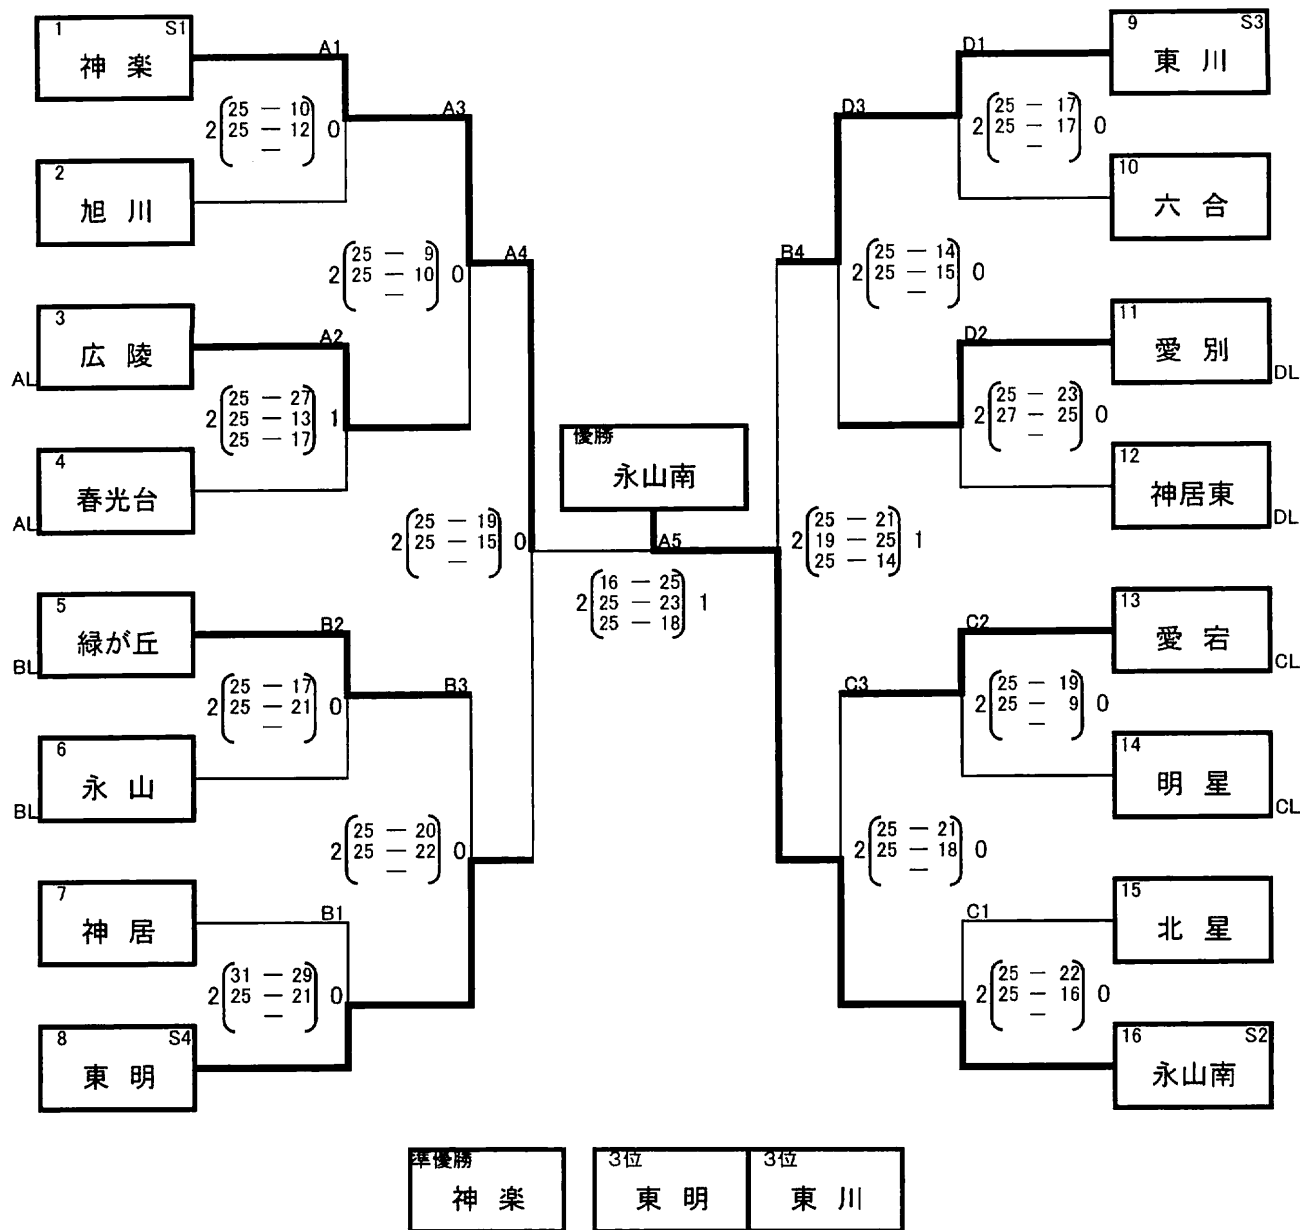 1 S1
神 楽
A1
25 — 10
2 25 — 12 0
—
A3
2
旭 川
25 — 9
2 25 — 10 0
—
A4
3
広 陵
AL
A2
25 — 27
2 25 — 13 1
25 — 17
4
春光台
AL
25 — 19
2 25 — 15 0
—
5
緑が丘
BL
B2
25 — 17
2 25 — 21 0
—
B3
6
永 山
BL
25 — 20
2 25 — 22 0
—
7
神 居
B1
31 — 29
2 25 — 21 0
—
8 S4
東 明
優勝
永山南
A5
16 — 25
2 25 — 23 1
25 — 18
9 S3
東 川
D1
25 — 17
2 25 — 17 0
—
D3
10
六 合
B4
25 — 14
2 25 — 15 0
—
11
愛 別
DL
D2
25 — 23
2 27 — 25 0
—
12
神居東
DL
25 — 21
2 19 — 25 1
25 — 14
13
愛 宕
CL
C2
25 — 19
2 25 — 9 0
—
C3
14
明 星
CL
25 — 21
2 25 — 18 0
—
15
北 星
C1
25 — 22
2 25 — 16 0
—
16 S2
永山南
準優勝
神 楽
3位
東 明
3位
東 川